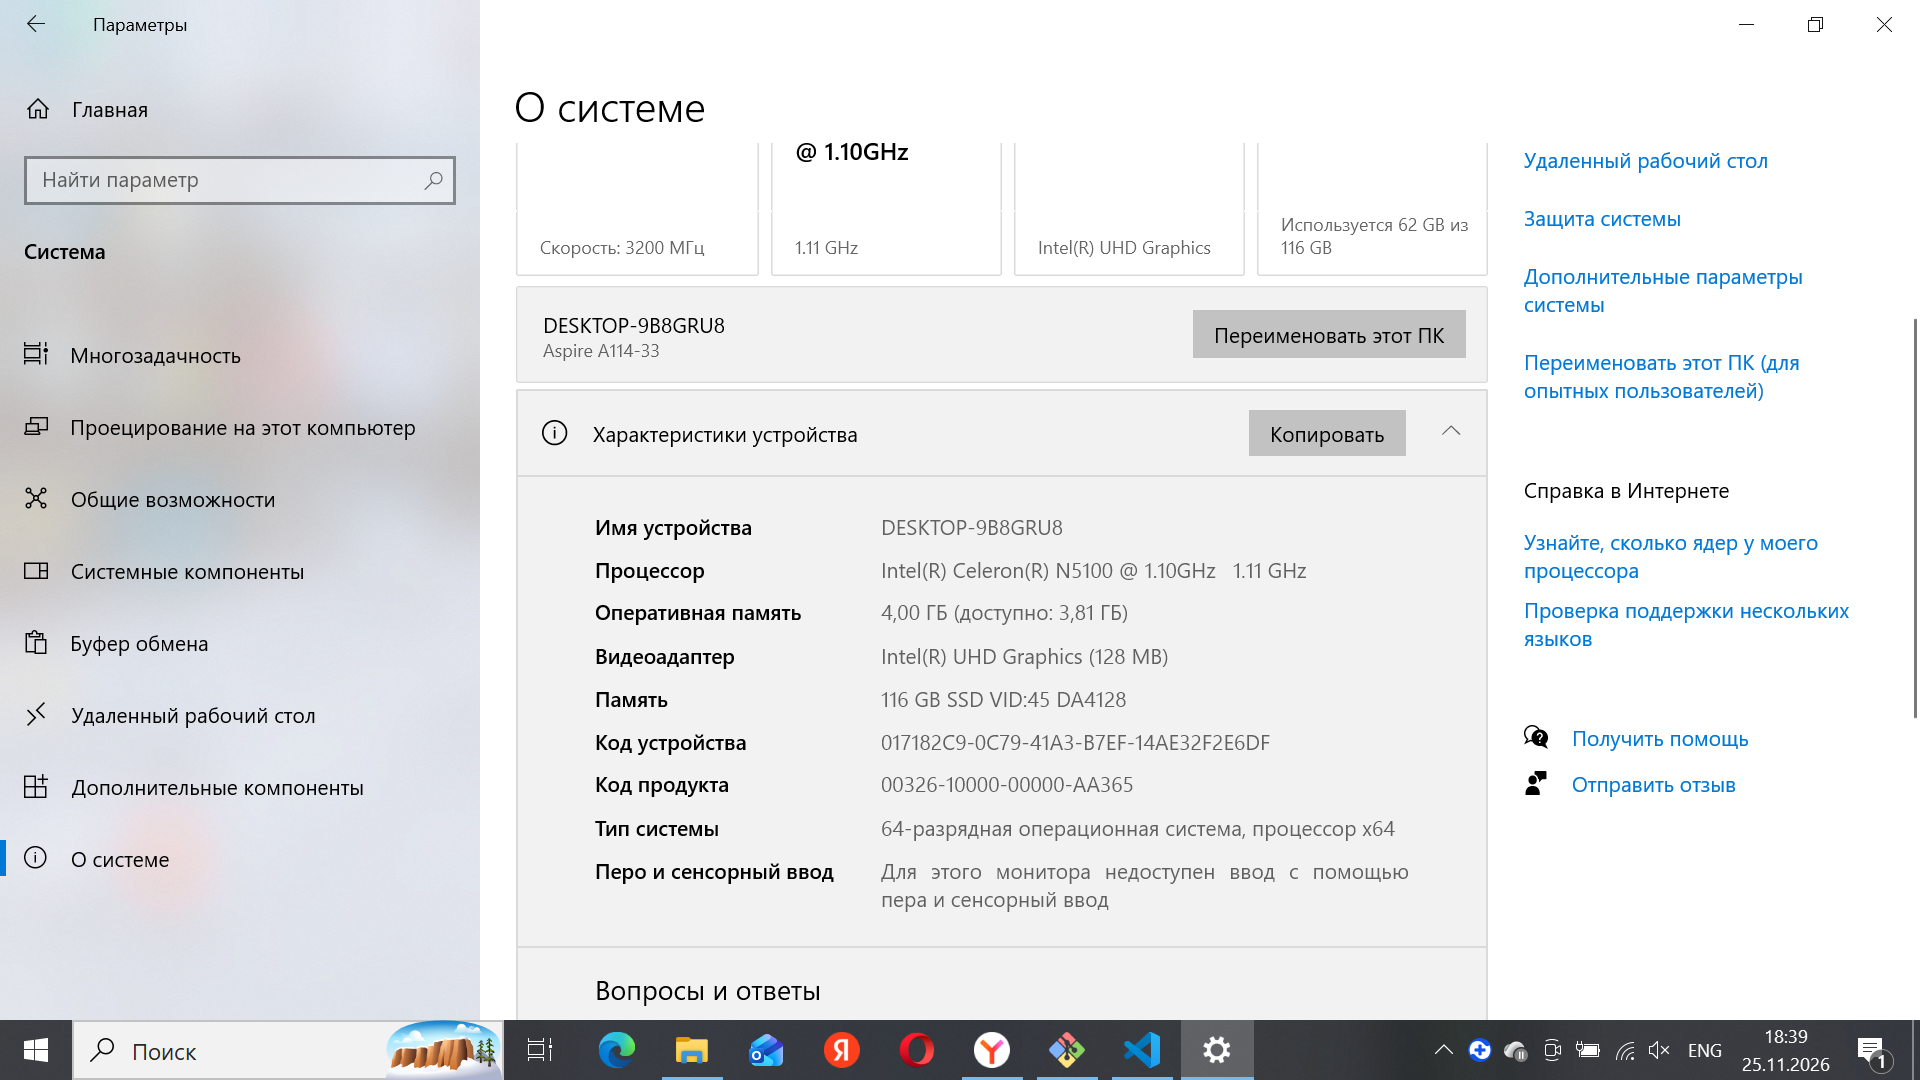 Параметры
Главная
Найти параметр
Система
Многозадачность
Проецирование на этот компьютер
Общие возможности
Системные компоненты
Буфер обмена
Удаленный рабочий стол
Дополнительные компоненты
О системе
О системе
@ 1.10GHz
Скорость: 3200 МГц
1.11 GHz
Intel(R) UHD Graphics
Используется 62 GB из
116 GB
DESKTOP-9B8GRU8
Aspire A114-33
Переименовать этот ПК
Характеристики устройства
Копировать
Имя устройства DESKTOP-9B8GRU8
Процессор Intel(R) Celeron(R) N5100 @ 1.10GHz 1.11 GHz
Оперативная память 4,00 ГБ (доступно: 3,81 ГБ)
Видеоадаптер Intel(R) UHD Graphics (128 MB)
Память 116 GB SSD VID:45 DA4128
Код устройства 017182C9-0C79-41A3-B7EF-14AE32F2E6DF
Код продукта 00326-10000-00000-AA365
Тип системы 64-разрядная операционная система, процессор x64
Перо и сенсорный ввод Для этого монитора недоступен ввод с помощью
пера и сенсорный ввод
Вопросы и ответы
Удаленный рабочий стол
Защита системы
Дополнительные параметры
системы
Переименовать этот ПК (для
опытных пользователей)
Справка в Интернете
Узнайте, сколько ядер у моего
процессора
Проверка поддержки нескольких
языков
Получить помощь
Отправить отзыв
Поиск
Я
ENG
18:39
25.11.2026
1